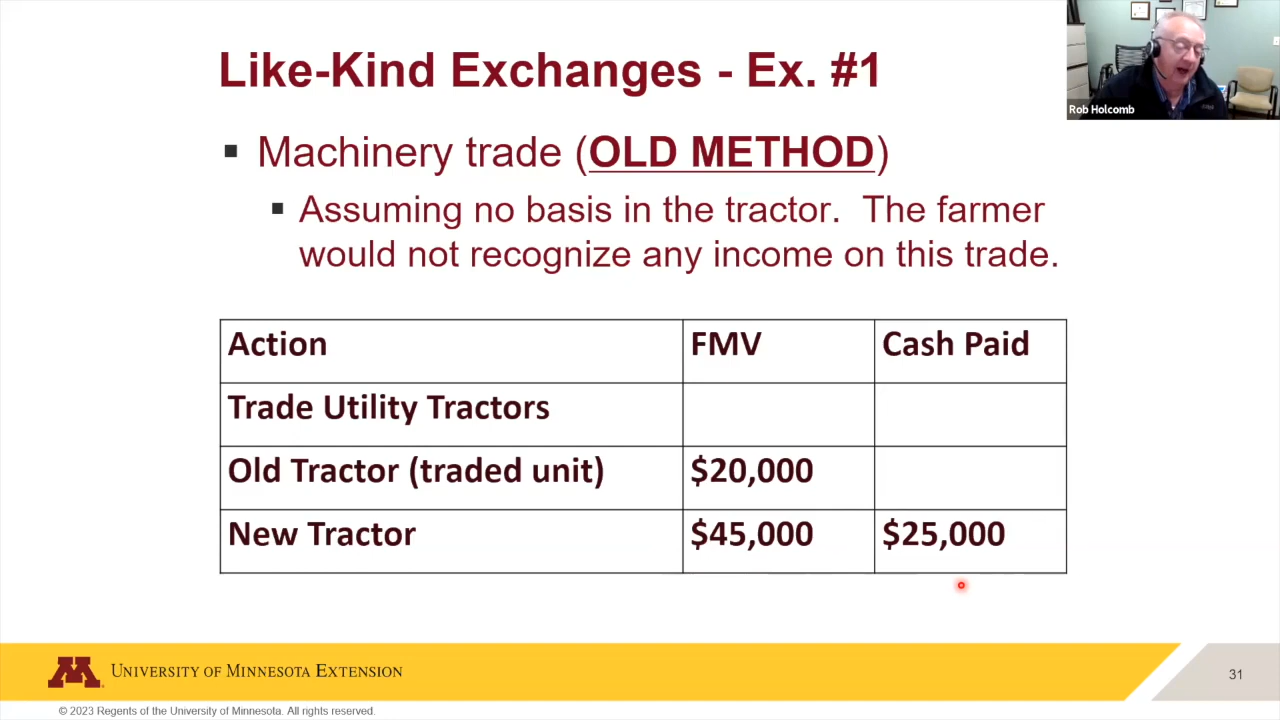 Like-Kind Exchanges - Ex. #1
Rob Holcomb
▪ Machinery trade (OLD METHOD)
▪ Assuming no basis in the tractor. The farmer
would not recognize any income on this trade.
Action FMV Cash Paid
Trade Utility Tractors
Old Tractor (traded unit) $20,000
New Tractor $45,000 $25,000
M UNIVERSITY OF MINNESOTA EXTENSION
31
© 2023 Regents of the University of Minnesota. All rights reserved.